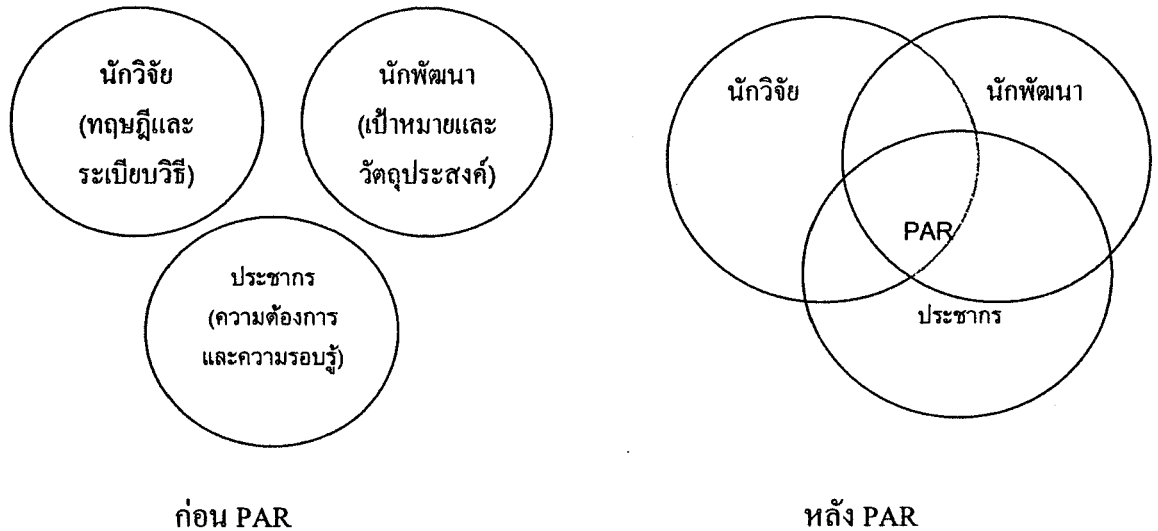 นักวิจัย
(ทฤษฎีและ
ระเบียบวิธี)
นักพัฒนา
(เป้าหมายและ
วัตถุประสงค์)
ประชากร
(ความต้องการ
และความรอบรู้)
ก่อน PAR
นักวิจัย
นักพัฒนา
PAR
ประชากร
หลัง PAR